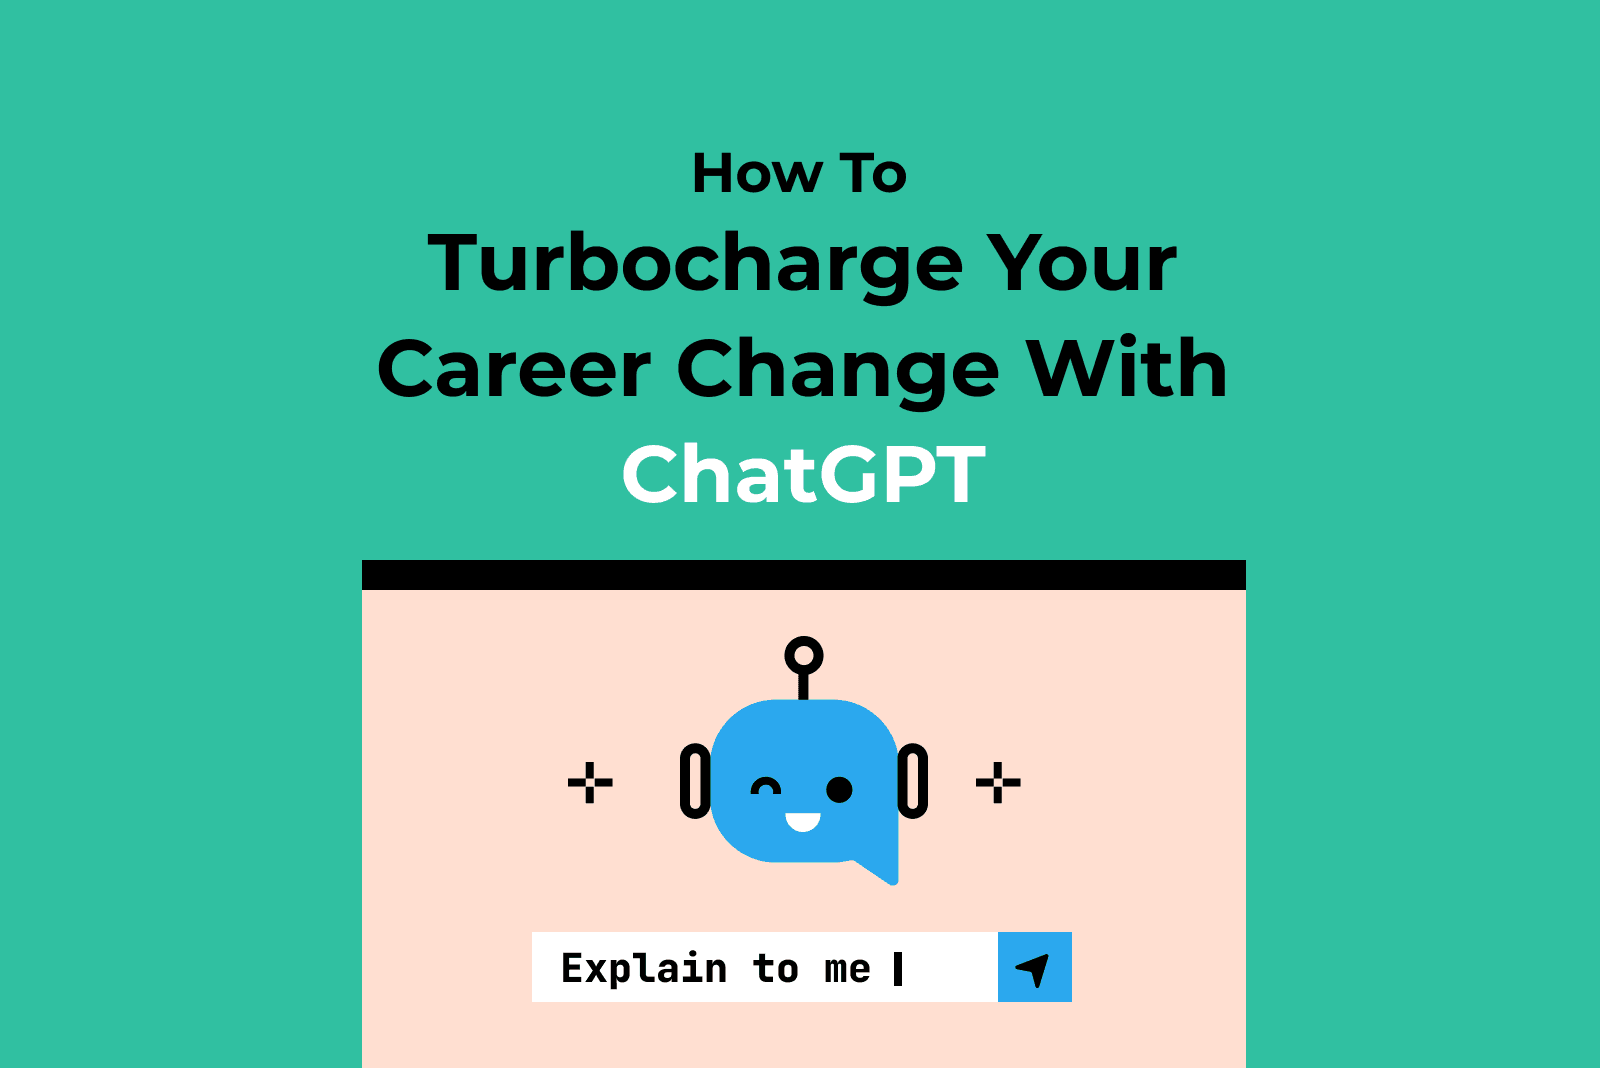 How To
Turbocharge Your
Career Change With
ChatGPT
Explain to me